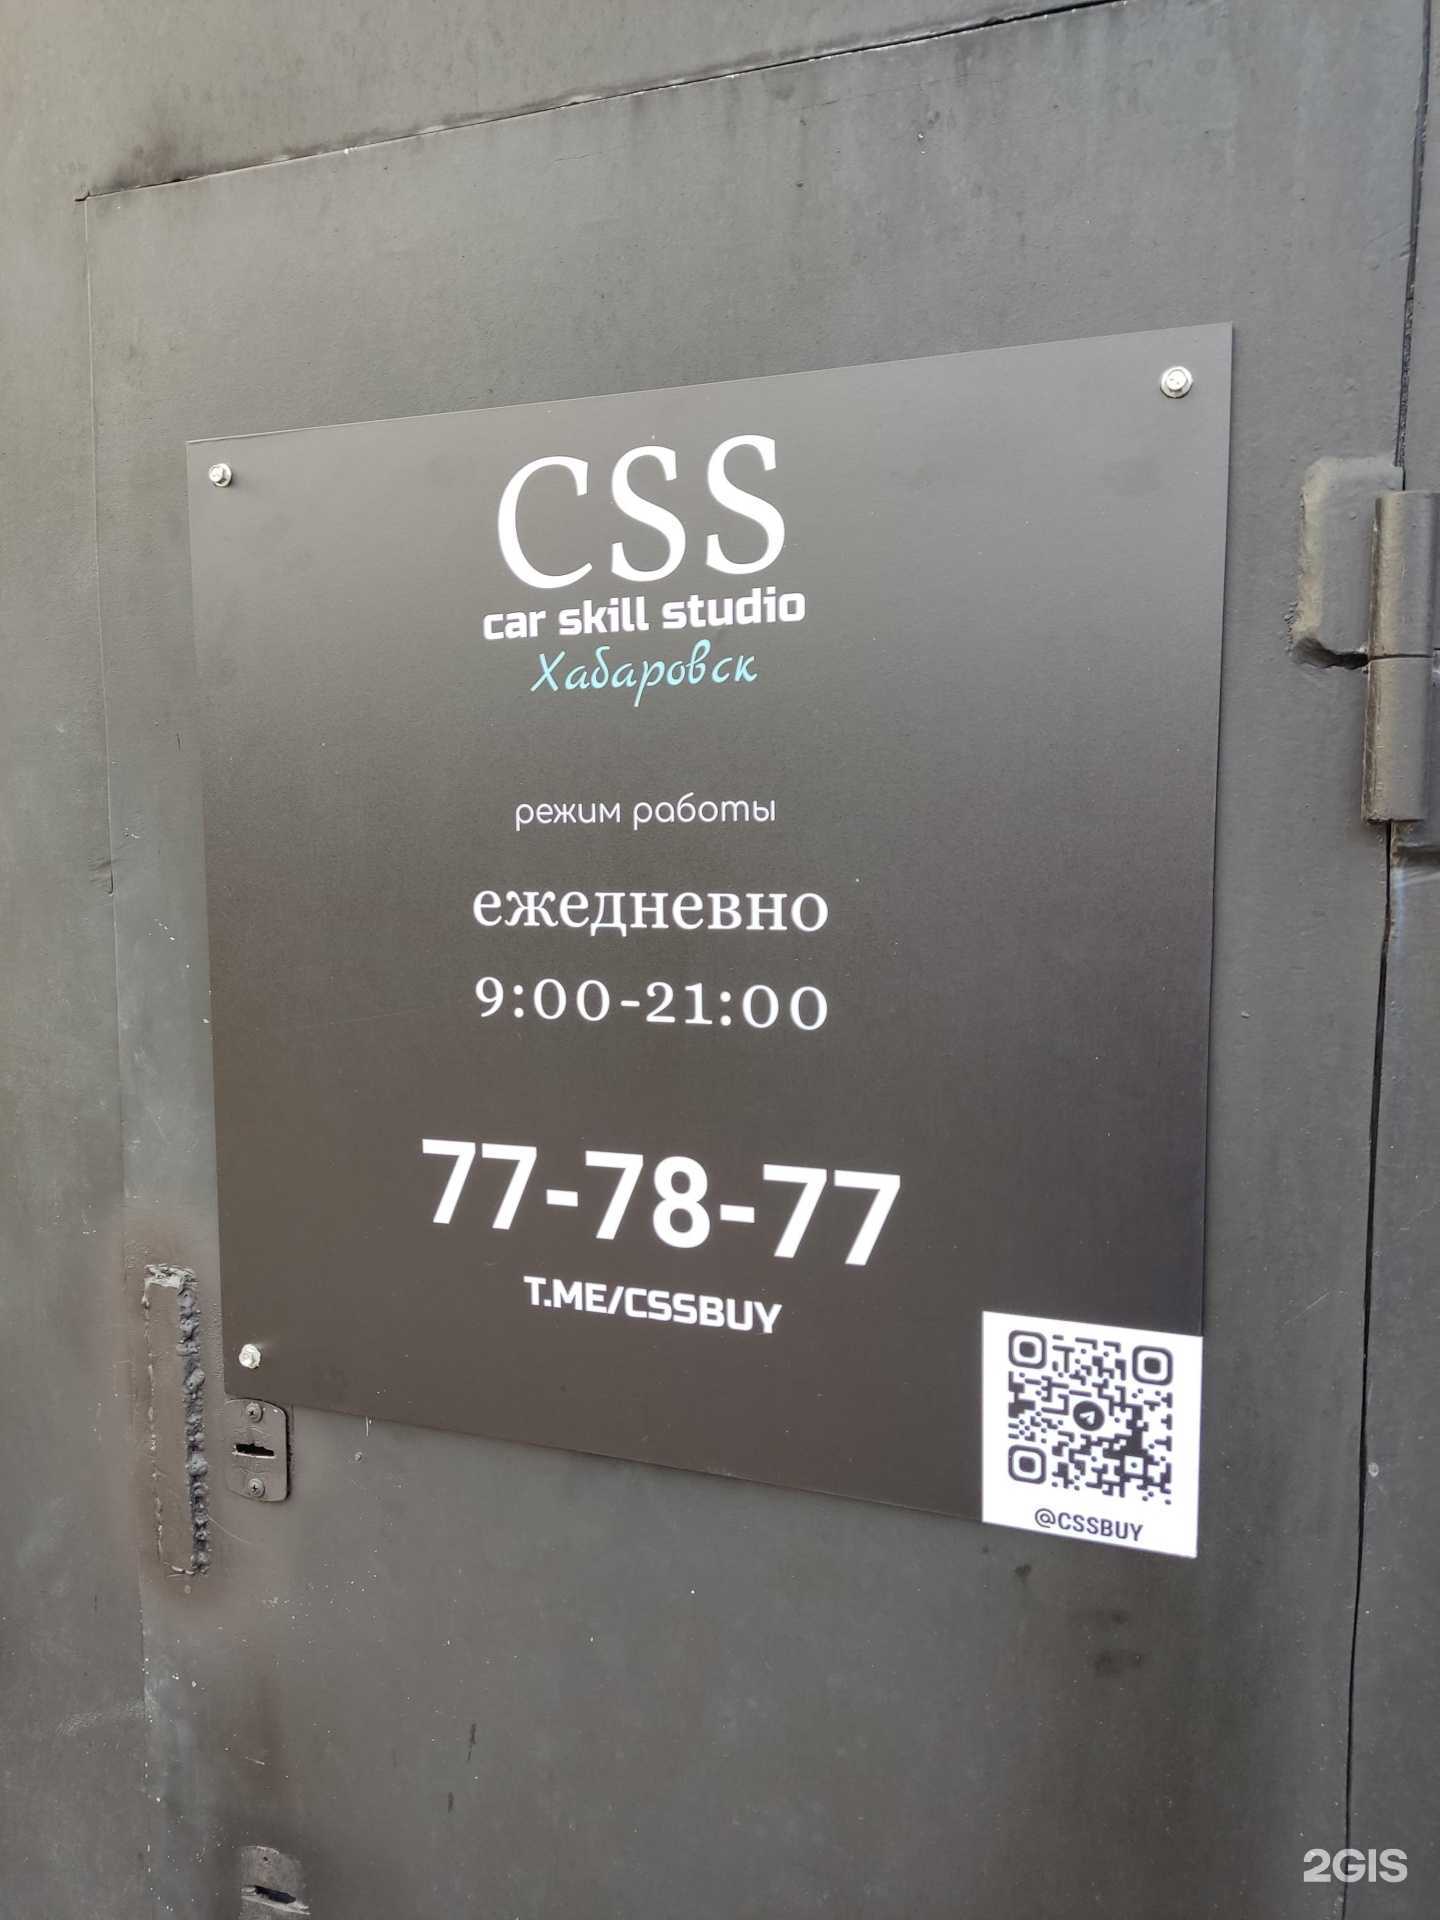 CSS
car skill studio
Хабаровск
режим работы
ежедневно
9:00-21:00
77-78-77
T.ME/CSSBUY
@CSSBUY
2GIS